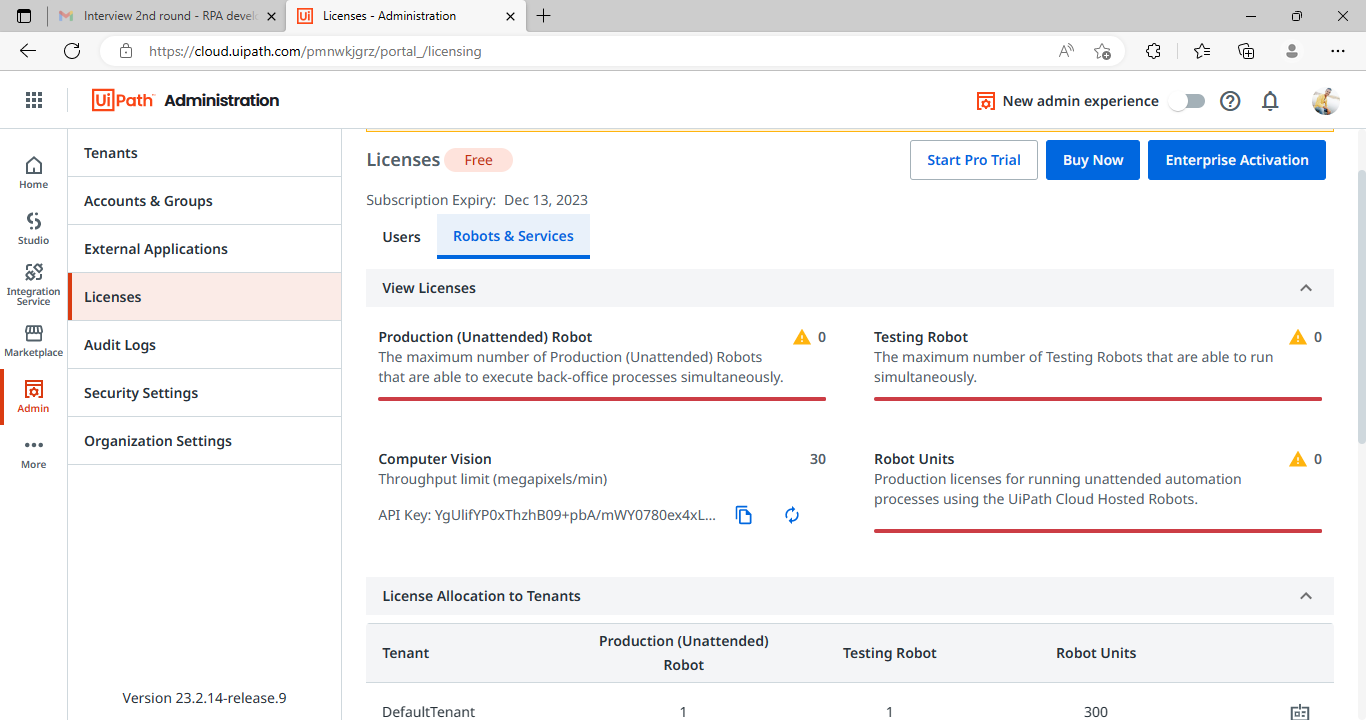 Interview 2nd round - RPA devel
Licenses - Administration
https://cloud.uipath.com/pmnwkjgrz/portal_/licensing
UiPath Administration
New admin experience
Home
Studio
Integration
Service
Marketplace
Admin
More
Tenants
Accounts & Groups
External Applications
Licenses
Audit Logs
Security Settings
Organization Settings
Version 23.2.14-release.9
Licenses Free
Start Pro Trial
Buy Now
Enterprise Activation
Subscription Expiry: Dec 13, 2023
Users
Robots & Services
View Licenses
Production (Unattended) Robot 0
The maximum number of Production (Unattended) Robots
that are able to execute back-office processes simultaneously.
Testing Robot 0
The maximum number of Testing Robots that are able to run
simultaneously.
Computer Vision 30
Throughput limit (megapixels/min)
API Key: YgUlifYP0xThzhB09+pbA/mWY0780ex4xL...
Robot Units 0
Production licenses for running unattended automation
processes using the UiPath Cloud Hosted Robots.
License Allocation to Tenants
Tenant
Production (Unattended)
Robot
Testing Robot
Robot Units
DefaultTenant 1 1 300